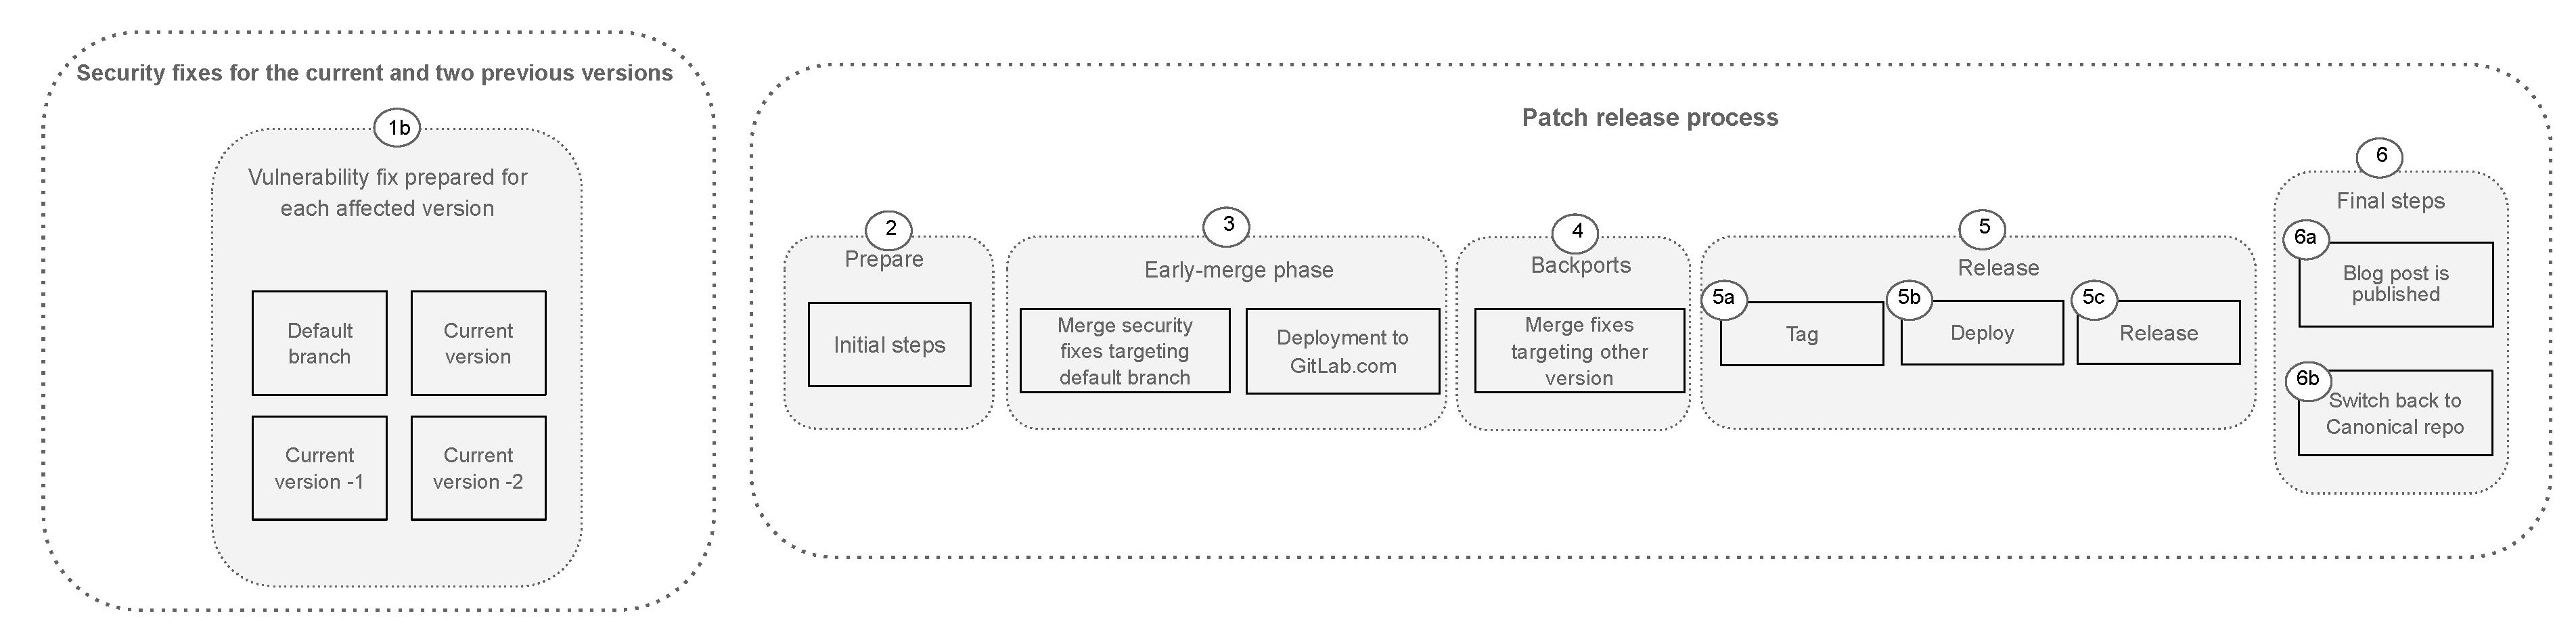 Security fixes for the current and two previous versions
1b
Vulnerability fix prepared for
each affected version
Default
branch
Current
version
Current
version -1
Current
version -2
Patch release process
2
Prepare
Initial steps
3
Early-merge phase
Merge security
fixes targeting
default branch
Deployment to
GitLab.com
4
Backports
Merge fixes
targeting other
version
5
Release
5a
Tag
5b
Deploy
5c
Release
6
Final steps
6a
Blog post is
published
6b
Switch back to
Canonical repo